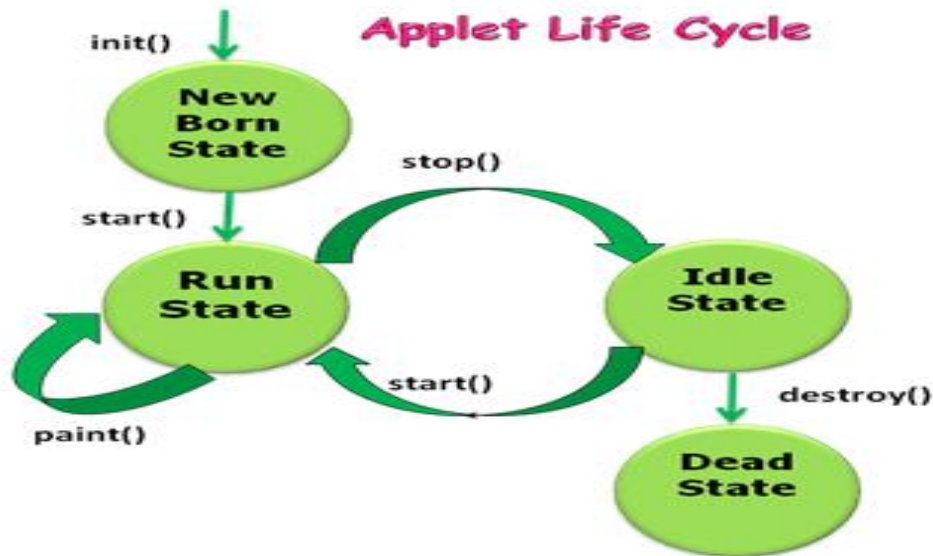 Applet Life Cycle
init()
New
Born
State
stop()
start()
Run
State
Idle
State
start()
destroy()
paint()
Dead
State